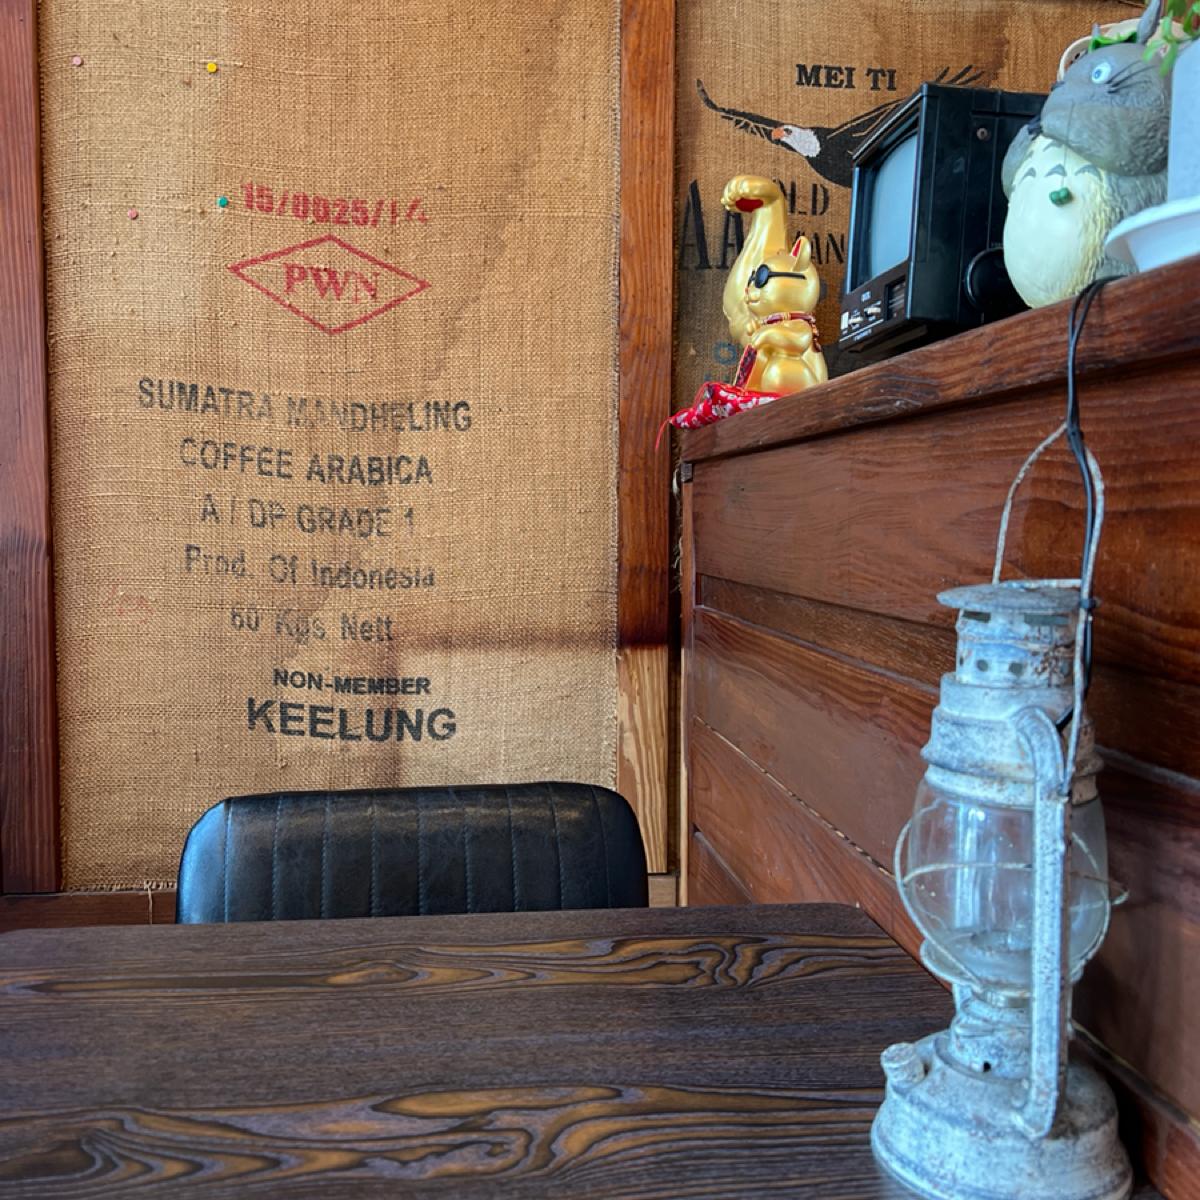 15/0825/14
PWN
SUMATRA MANDHELING
COFFEE ARABICA
A / DP GRADE 1
Prod. Of Indonesia
60 Kgs Nett
NON-MEMBER
KEELUNG
MEI TI